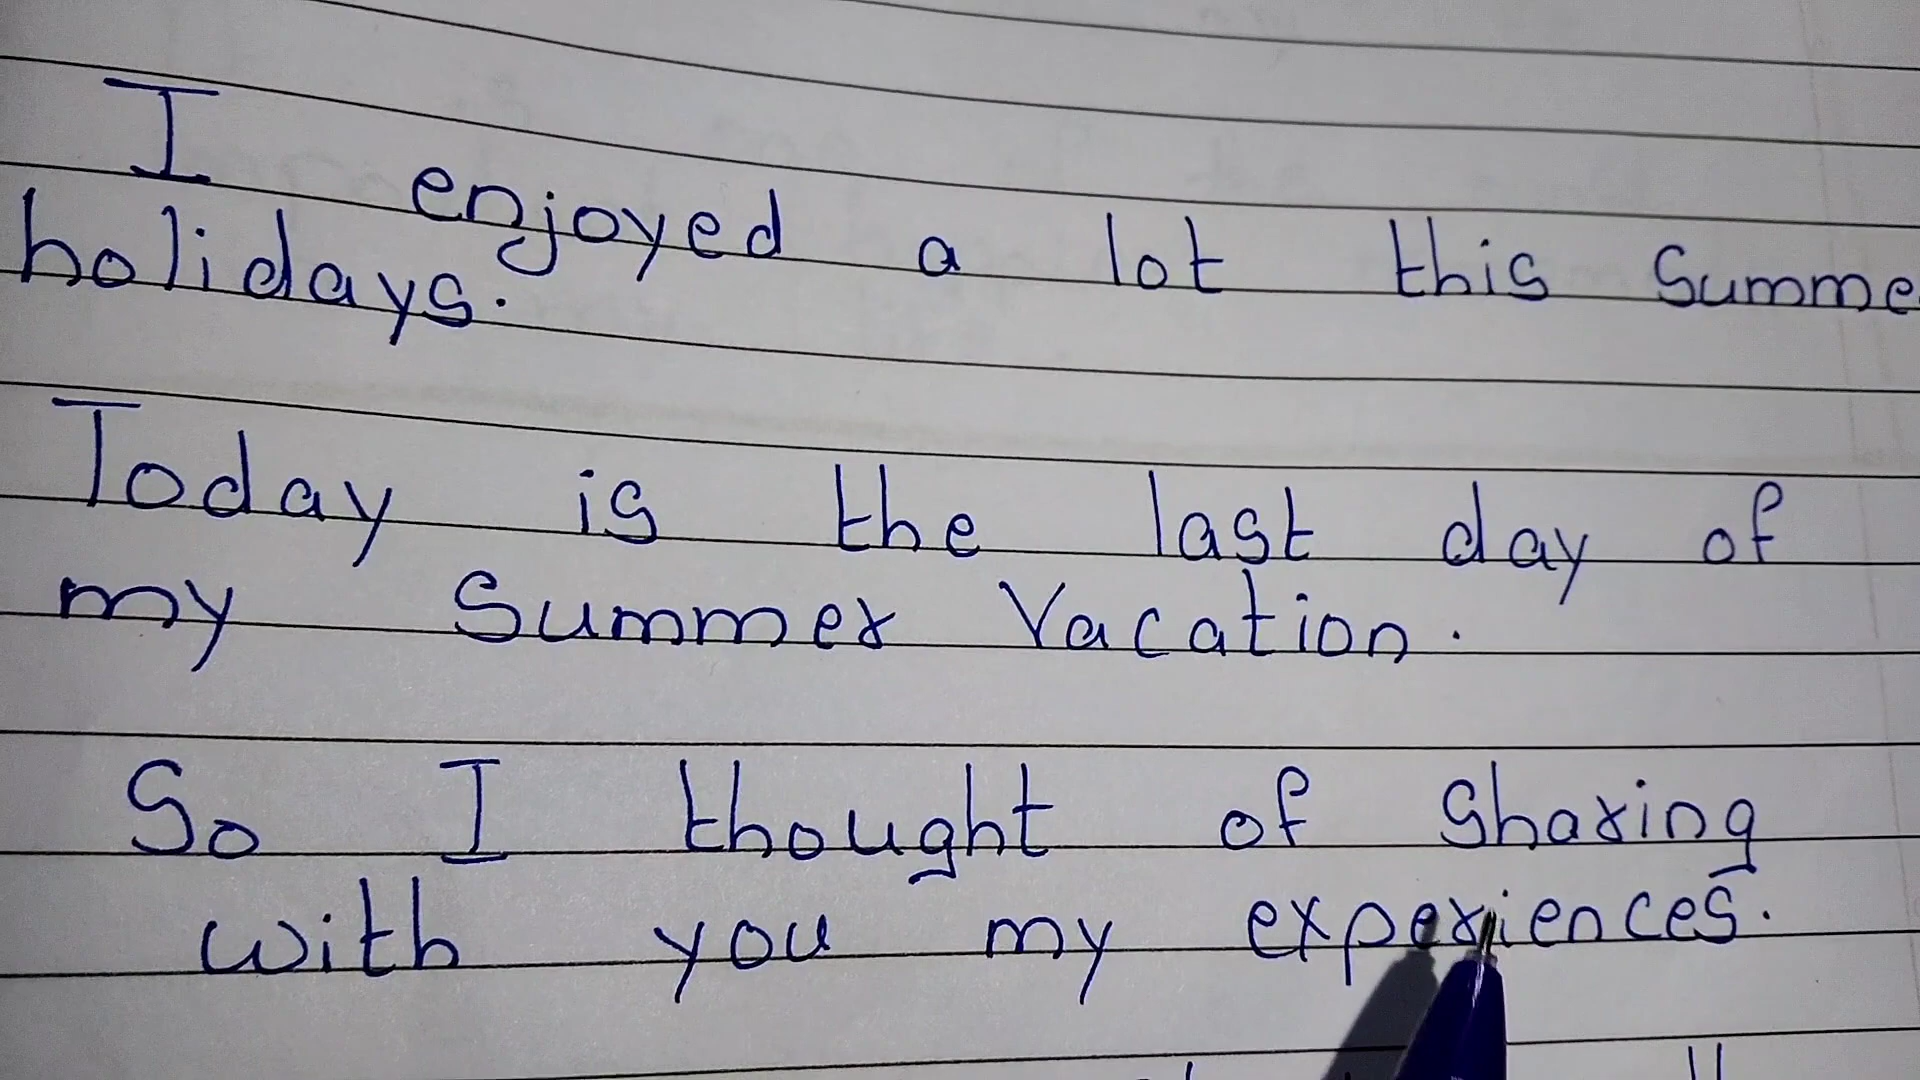 I enjoyed a lot this Summe
holidays.
Today is the last day of
my Summer Vacation.
So I thought of Sharing
with you my experiences.